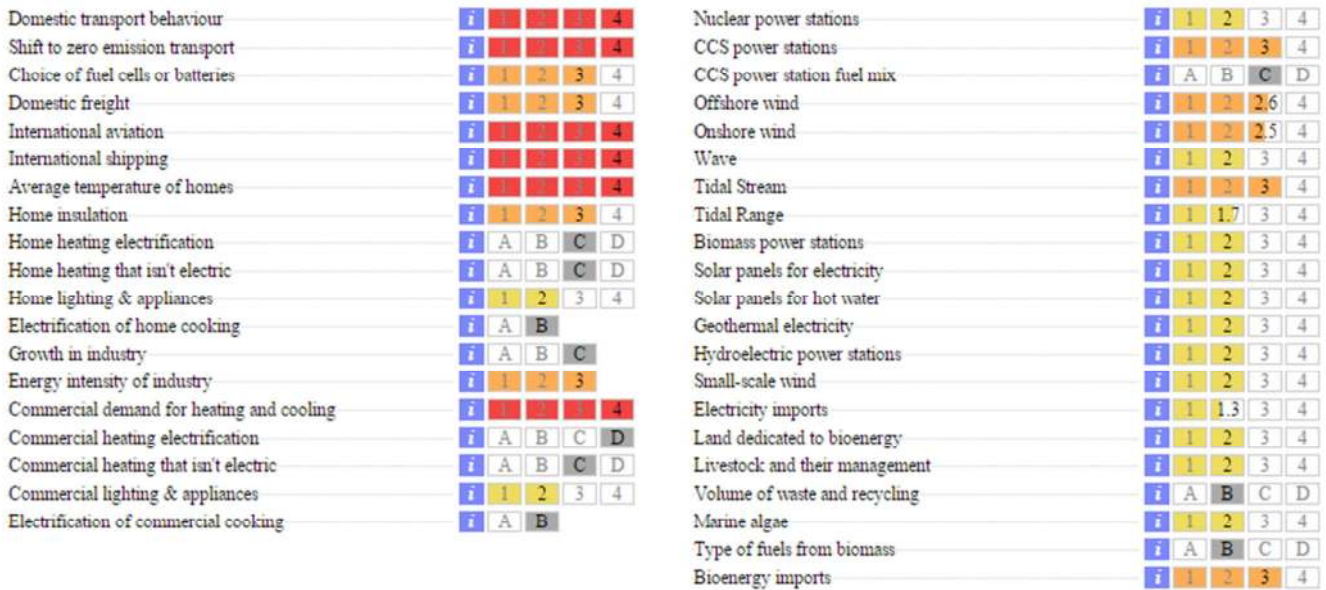 Domestic transport behaviour i 1 2 3 4
Shift to zero emission transport i 1 2 3 4
Choice of fuel cells or batteries i 1 2 3 4
Domestic freight i 1 2 3 4
International aviation i 1 2 3 4
International shipping i 1 2 3 4
Average temperature of homes i 1 2 3 4
Home insulation i 1 2 3 4
Home heating electrification i A B C D
Home heating that isn't electric i A B C D
Home lighting & appliances i 1 2 3 4
Electrification of home cooking i A B
Growth in industry i A B C
Energy intensity of industry i 1 2 3
Commercial demand for heating and cooling i 1 2 3 4
Commercial heating electrification i A B C D
Commercial heating that isn't electric i A B C D
Commercial lighting & appliances i 1 2 3 4
Electrification of commercial cooking i A B
Nuclear power stations i 1 2 3 4
CCS power stations i 1 2 3 4
CCS power station fuel mix i A B C D
Offshore wind i 1 2 2.6 4
Onshore wind i 1 2 2.5 4
Wave i 1 2 3 4
Tidal Stream i 1 2 3 4
Tidal Range i 1 1.7 3 4
Biomass power stations i 1 2 3 4
Solar panels for electricity i 1 2 3 4
Solar panels for hot water i 1 2 3 4
Geothermal electricity i 1 2 3 4
Hydroelectric power stations i 1 2 3 4
Small-scale wind i 1 2 3 4
Electricity imports i 1 1.3 3 4
Land dedicated to bioenergy i 1 2 3 4
Livestock and their management i 1 2 3 4
Volume of waste and recycling i A B C D
Marine algae i 1 2 3 4
Type of fuels from biomass i A B C D
Bioenergy imports i 1 2 3 4